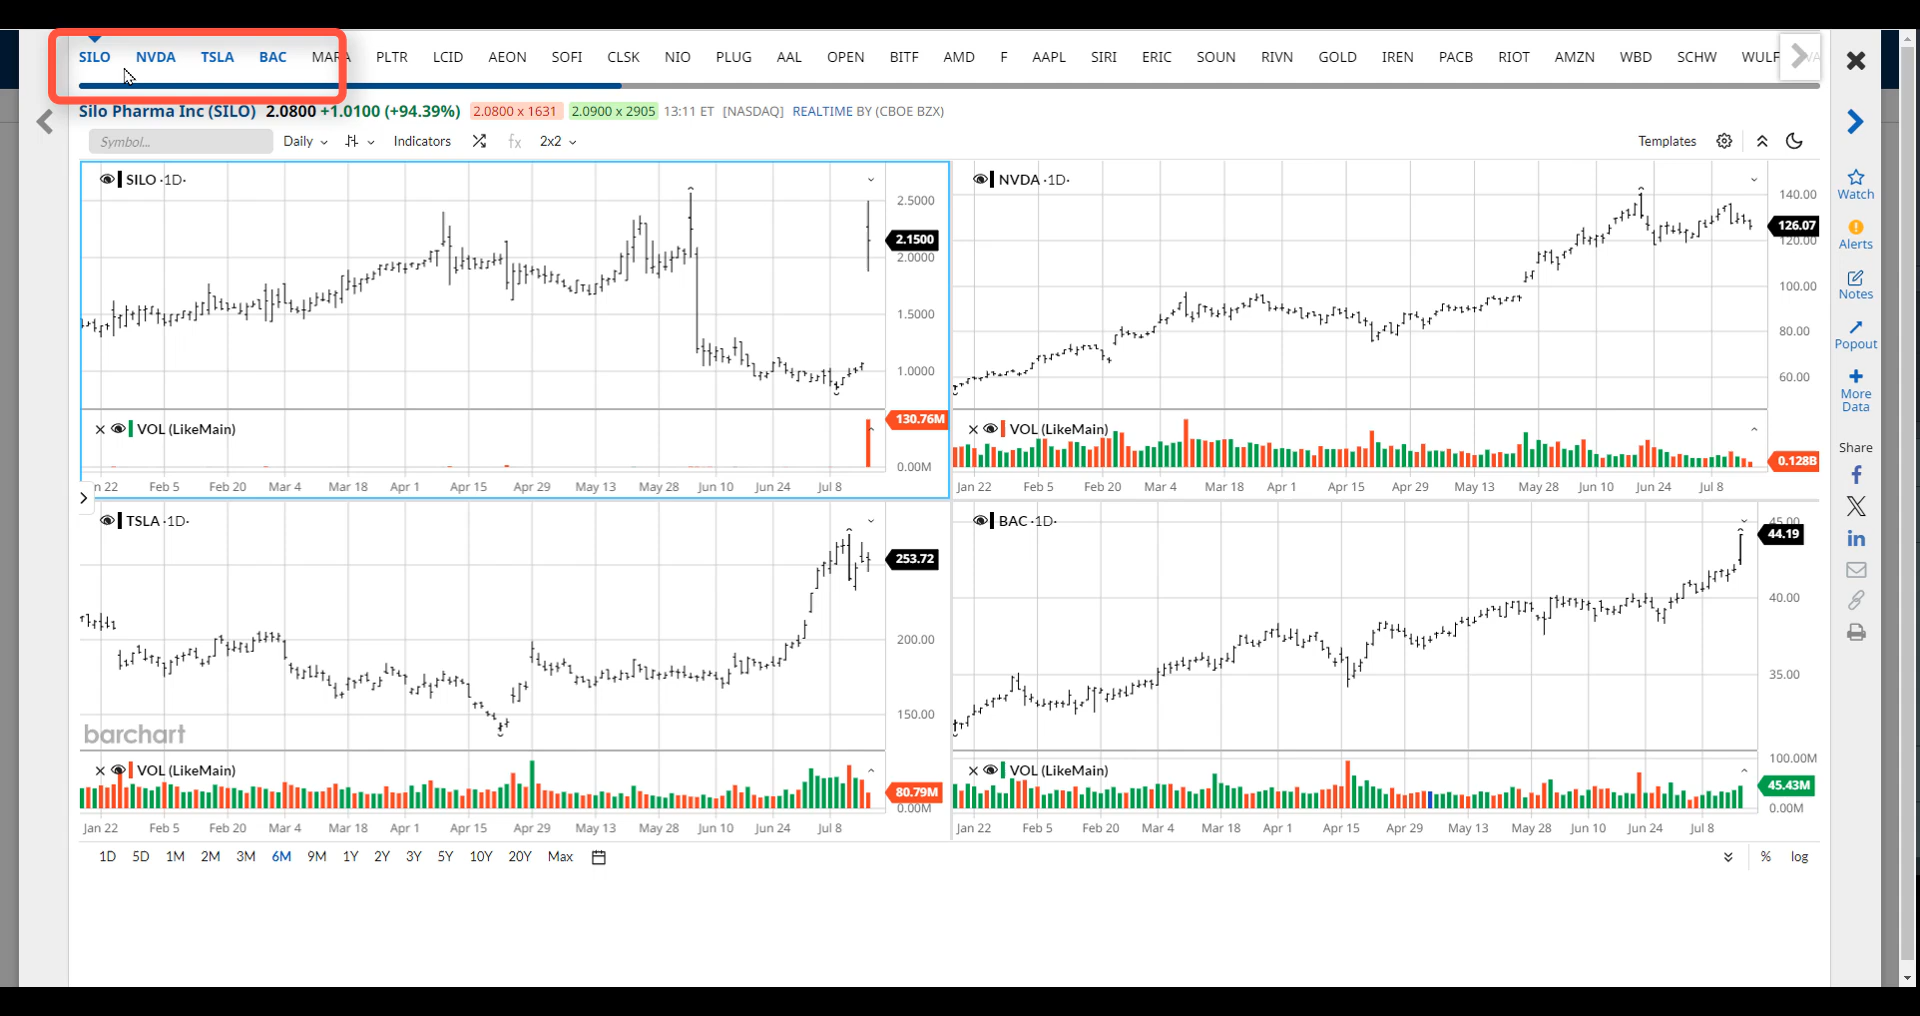 SILO NVDA TSLA BAC MARA PLTR LCID AEON SOFI CLSK NIO PLUG AAL OPEN BITF AMD F AAPL SIRI ERIC SOUN RIVN GOLD IREN PACB RIOT AMZN WBD SCHW WULF
Silo Pharma Inc (SILO) 2.0800 +1.0100 (+94.39%) 2.0800 x 1631 2.0900 x 2905 13:11 ET [NASDAQ] REALTIME BY (CBOE BZX)
Symbol... Daily Indicators fx 2x2 Templates
SILO ·1D·
2.5000
2.1500
2.0000
1.5000
1.0000
VOL (LikeMain)
130.76M
0.00M
n 22 Feb 5 Feb 20 Mar 4 Mar 18 Apr 1 Apr 15 Apr 29 May 13 May 28 Jun 10 Jun 24 Jul 8
NVDA ·1D·
140.00
126.07
120.00
100.00
80.00
60.00
VOL (LikeMain)
0.128B
Jan 22 Feb 5 Feb 20 Mar 4 Mar 18 Apr 1 Apr 15 Apr 29 May 13 May 28 Jun 10 Jun 24 Jul 8
TSLA ·1D·
253.72
200.00
150.00
barchart
VOL (LikeMain)
80.79M
0.00M
Jan 22 Feb 5 Feb 20 Mar 4 Mar 18 Apr 1 Apr 15 Apr 29 May 13 May 28 Jun 10 Jun 24 Jul 8
BAC ·1D·
45.00
44.19
40.00
35.00
VOL (LikeMain)
100.00M
45.43M
0.00M
Jan 22 Feb 5 Feb 20 Mar 4 Mar 18 Apr 1 Apr 15 Apr 29 May 13 May 28 Jun 10 Jun 24 Jul 8
1D 5D 1M 2M 3M 6M 9M 1Y 2Y 3Y 5Y 10Y 20Y Max % log
Watch
Alerts
Notes
Popout
More
Data
Share